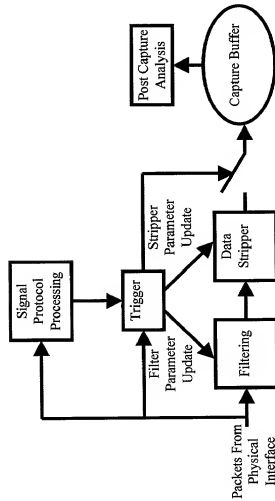 Packets From
Physical
Interface
Signal
Protocol
Processing
Trigger
Filter
Parameter
Update
Stripper
Parameter
Update
Filtering
Data
Stripper
Capture Buffer
Post Capture
Analysis